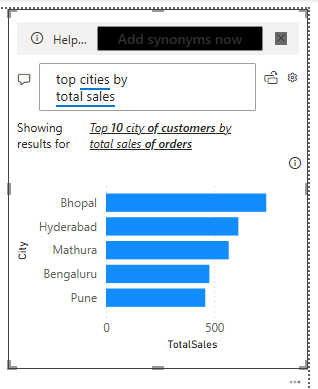 Help...
Add synonyms now
top cities by
total sales
Showing
results for
Top 10 city of customers by
total sales of orders
City
Bhopal
Hyderabad
Mathura
Bengaluru
Pune
0
500
TotalSales